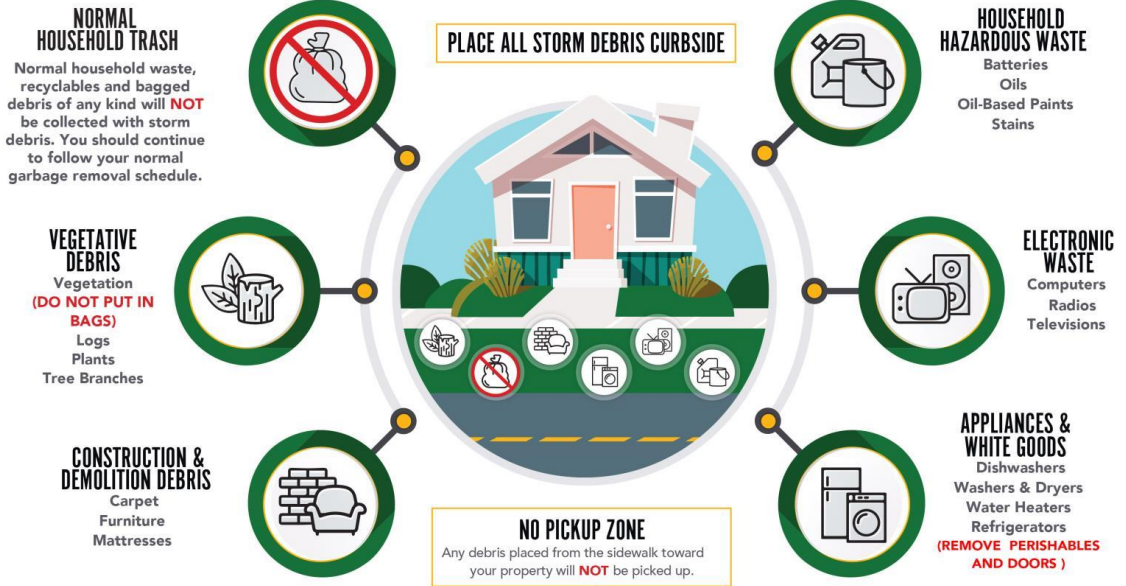 NORMAL
HOUSEHOLD TRASH
Normal household waste,
recyclables and bagged
debris of any kind will NOT
be collected with storm
debris. You should continue
to follow your normal
garbage removal schedule.
PLACE ALL STORM DEBRIS CURBSIDE
HOUSEHOLD
HAZARDOUS WASTE
Batteries
Oils
Oil-Based Paints
Stains
VEGETATIVE
DEBRIS
Vegetation
(DO NOT PUT IN
BAGS)
Logs
Plants
Tree Branches
ELECTRONIC
WASTE
Computers
Radios
Televisions
CONSTRUCTION &
DEMOLITION DEBRIS
Carpet
Furniture
Mattresses
NO PICKUP ZONE
Any debris placed from the sidewalk toward
your property will NOT be picked up.
APPLIANCES &
WHITE GOODS
Dishwashers
Washers & Dryers
Water Heaters
Refrigerators
(REMOVE PERISHABLES
AND DOORS )